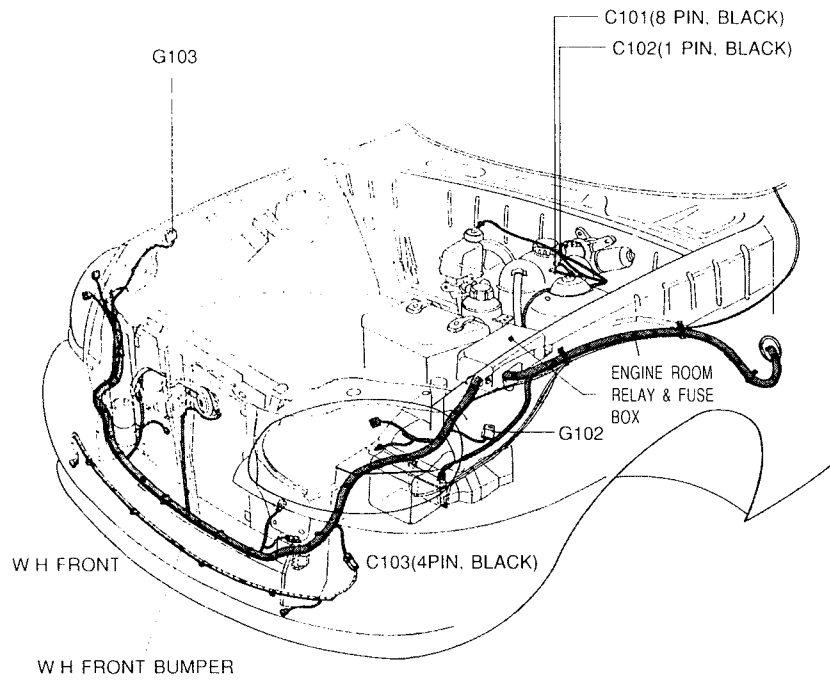 C101(8 PIN, BLACK)
C102(1 PIN, BLACK)
G103
ENGINE ROOM
RELAY & FUSE
BOX
G102
C103(4PIN, BLACK)
W H FRONT
W H FRONT BUMPER